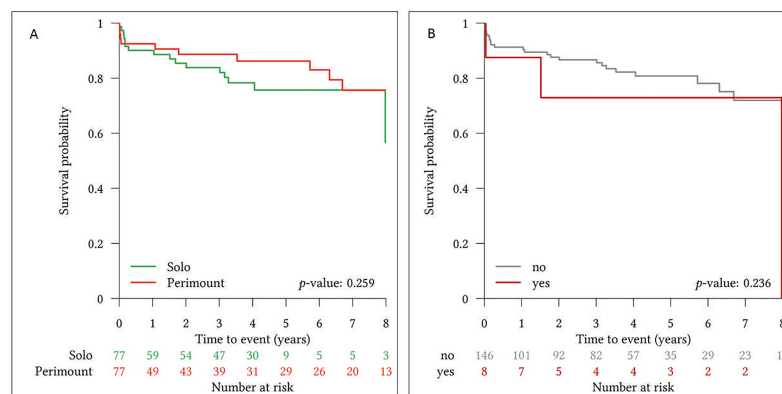 A
Survival probability
1
0.8
0.6
0.4
0.2
0
Solo
Perimount
p-value: 0.259
0 1 2 3 4 5 6 7 8
Time to event (years)
Solo 77 59 54 47 30 9 5 5 3
Perimount 77 49 43 39 31 29 26 20 13
Number at risk
B
Survival probability
1
0.8
0.6
0.4
0.2
0
no
yes
p-value: 0.236
0 1 2 3 4 5 6 7
Time to event (years)
no 146 101 92 82 57 35 29 23
yes 8 7 5 4 4 3 2 2
Number at risk